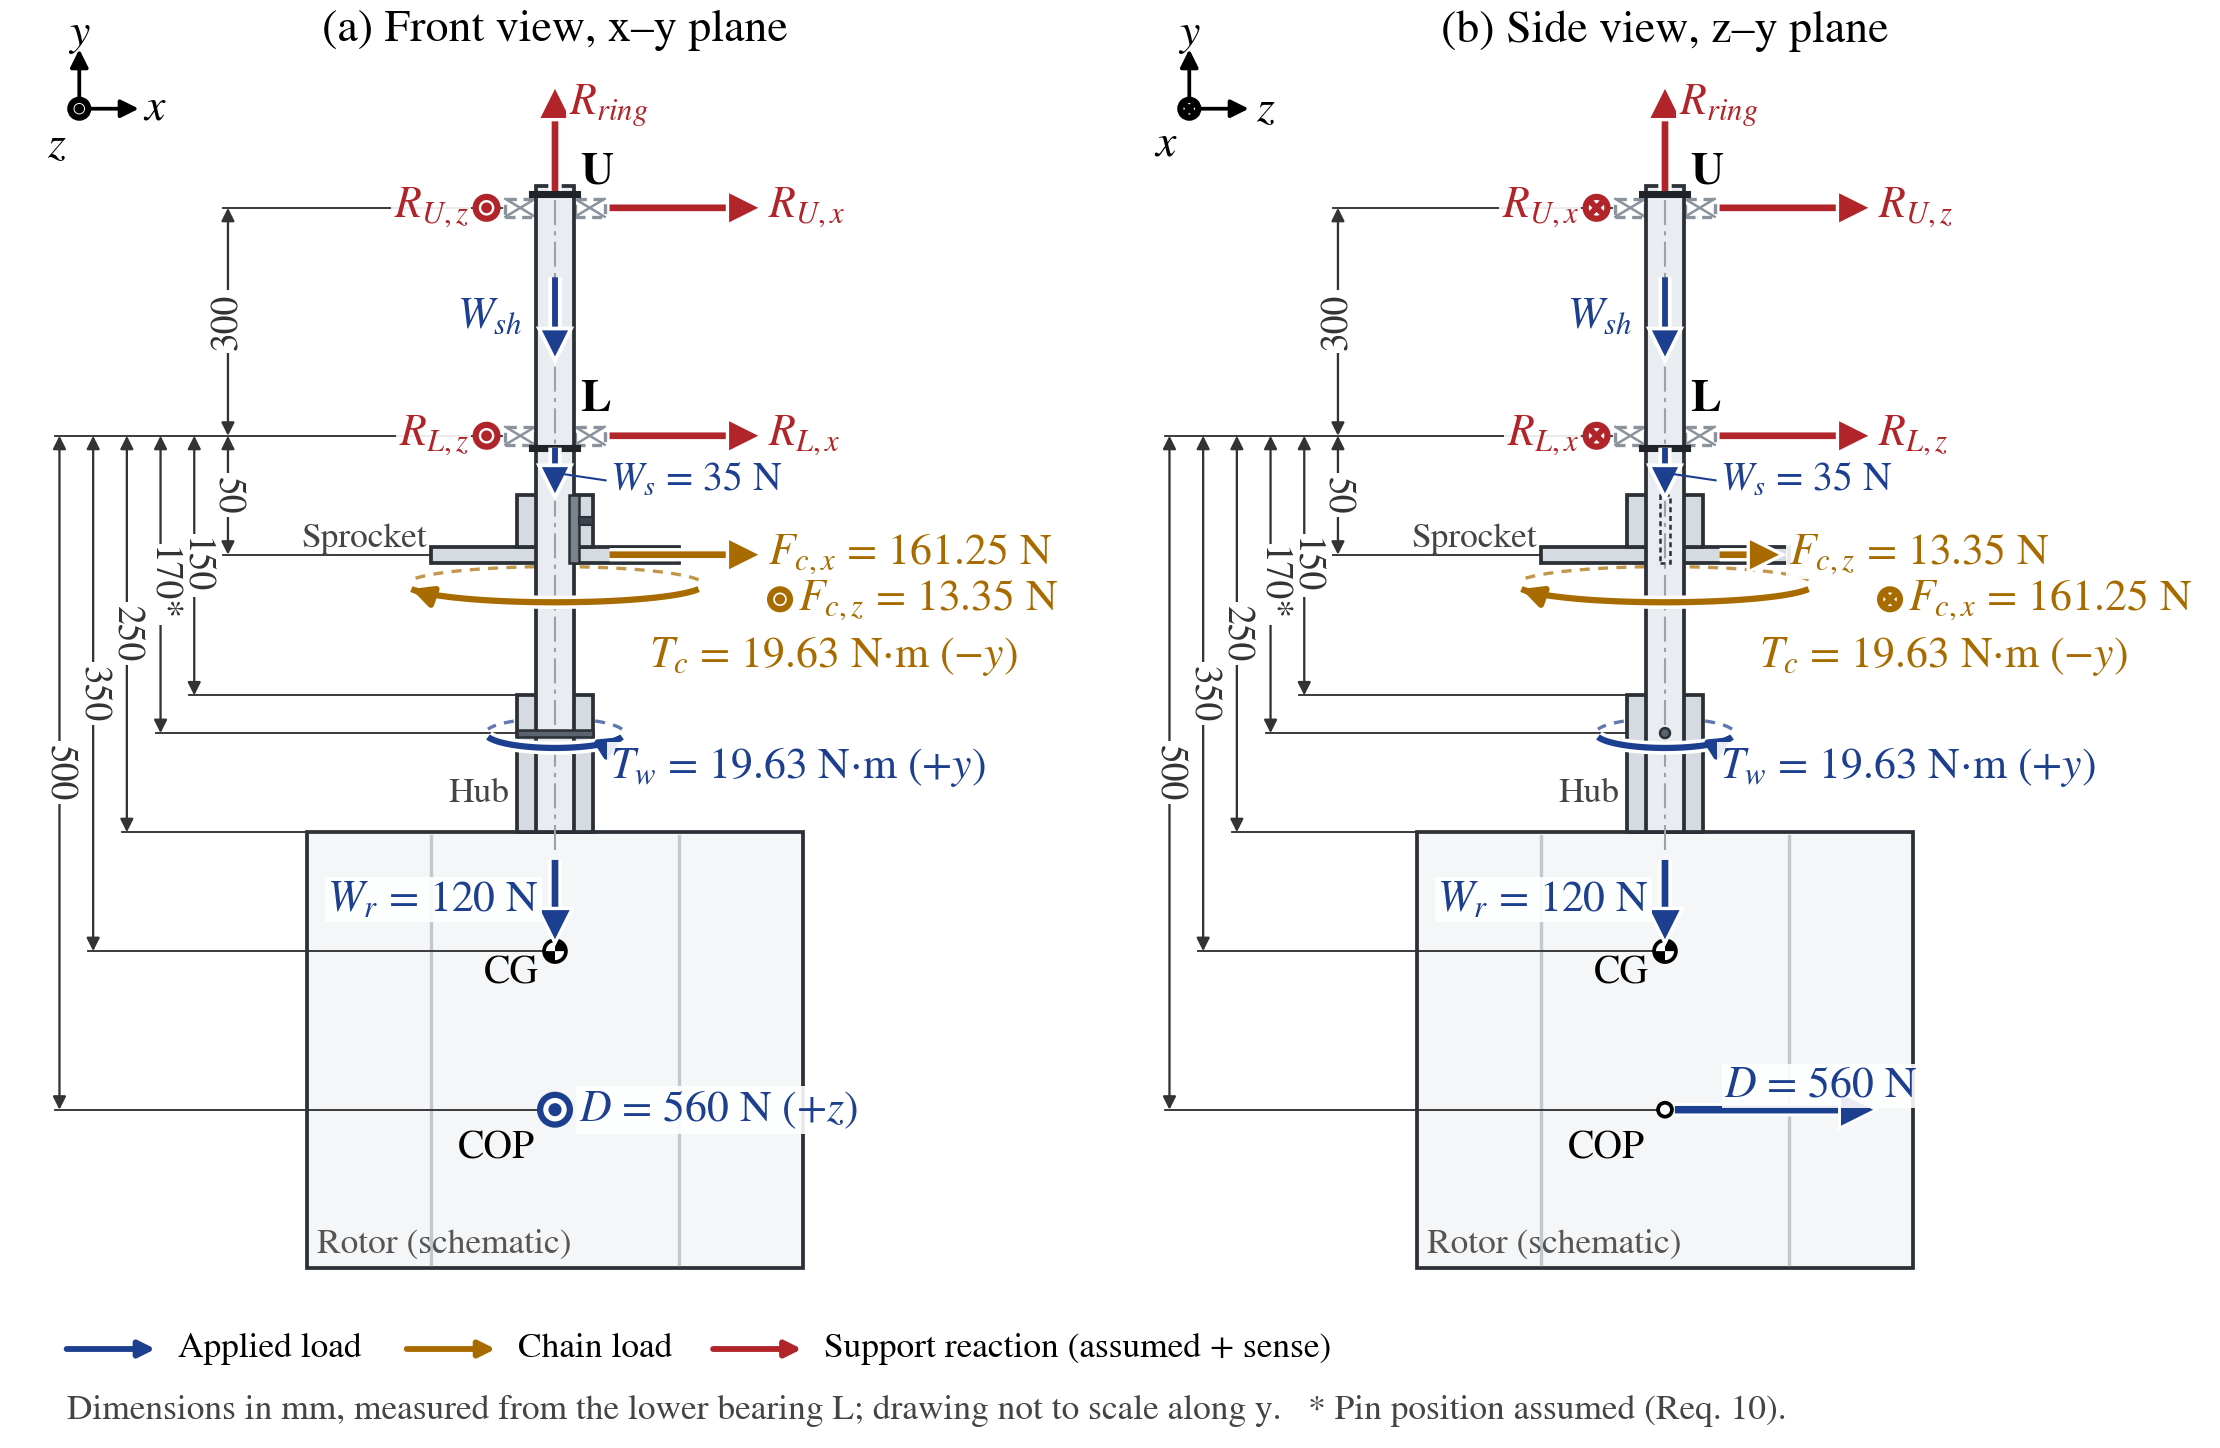 (a) Front view, x–y plane
y
x
z
R_ring
U
R_U,z
R_U,x
300
W_sh
L
R_L,z
R_L,x
W_s = 35 N
50
Sprocket
F_c,x = 161.25 N
F_c,z = 13.35 N
150
170*
250
350
500
T_c = 19.63 N·m (−y)
T_w = 19.63 N·m (+y)
Hub
W_r = 120 N
CG
D = 560 N (+z)
COP
Rotor (schematic)
(b) Side view, z–y plane
y
z
x
R_ring
U
R_U,x
R_U,z
300
W_sh
L
R_L,x
R_L,z
W_s = 35 N
50
Sprocket
F_c,z = 13.35 N
F_c,x = 161.25 N
150
170*
250
350
500
T_c = 19.63 N·m (−y)
T_w = 19.63 N·m (+y)
Hub
W_r = 120 N
CG
D = 560 N
COP
Rotor (schematic)
Applied load
Chain load
Support reaction (assumed + sense)
Dimensions in mm, measured from the lower bearing L; drawing not to scale along y. * Pin position assumed (Req. 10).